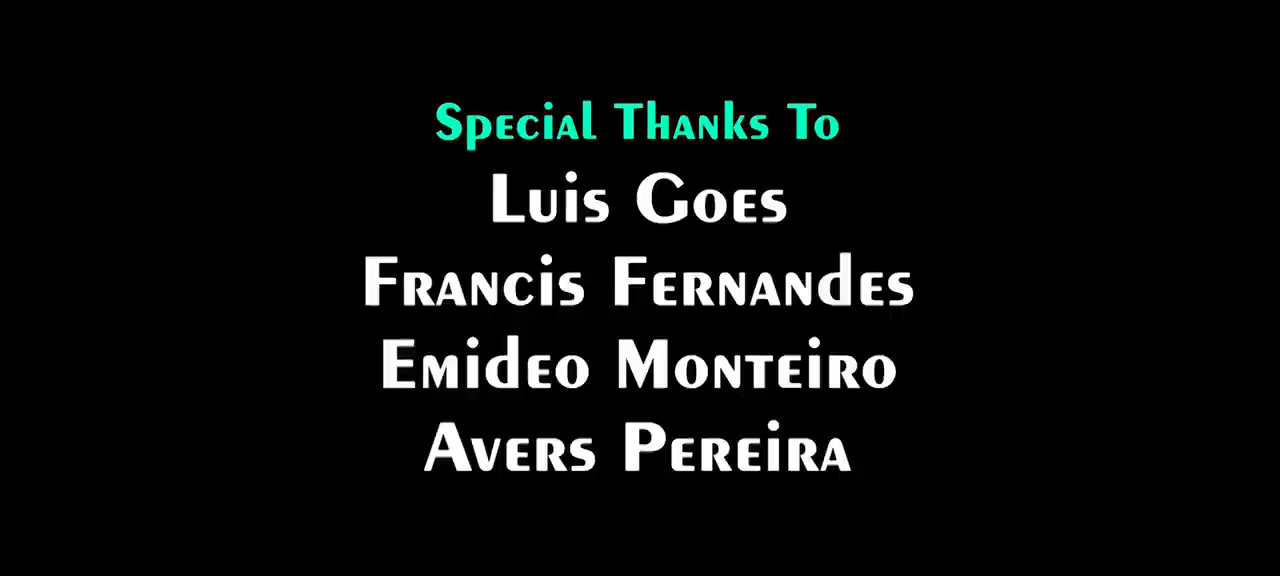 Special Thanks To
Luis Goes
Francis Fernandes
Emideo Monteiro
Avers Pereira